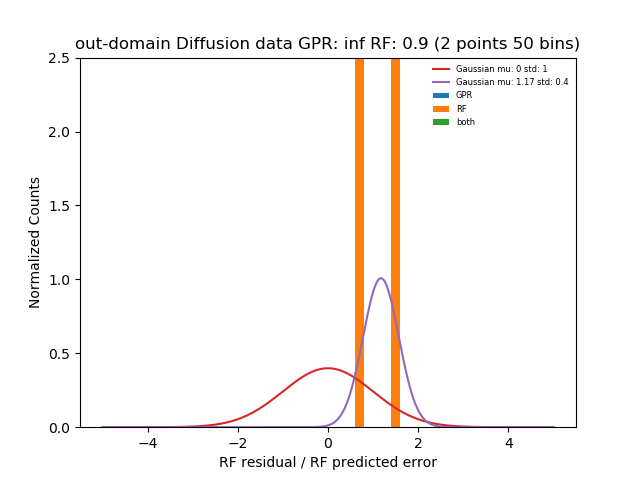 out-domain Diffusion data GPR: inf RF: 0.9 (2 points 50 bins)
Gaussian mu: 0 std: 1
Gaussian mu: 1.17 std: 0.4
GPR
RF
both
Normalized Counts
2.5
2.0
1.5
1.0
0.5
0.0
−4
−2
0
2
4
RF residual / RF predicted error